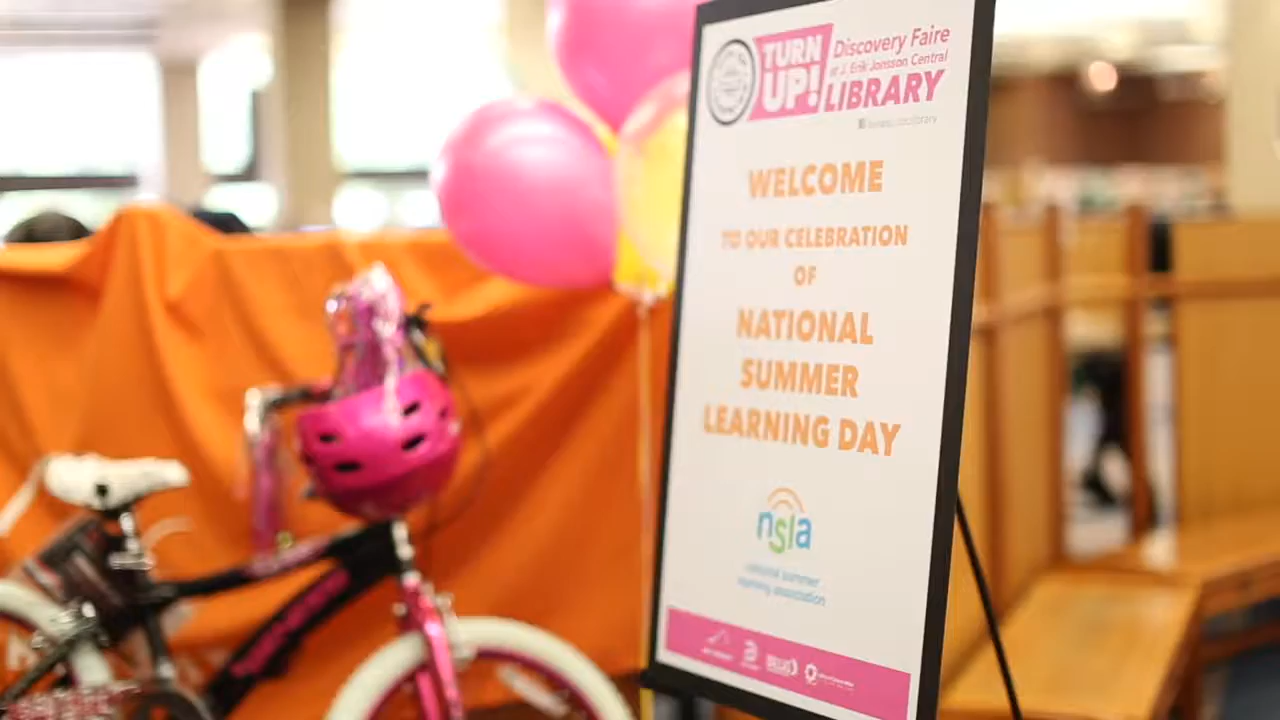 TURN
UP!
Discovery Faire
at J. Erik Jonsson Central
LIBRARY
WELCOME
TO OUR CELEBRATION
OF
NATIONAL
SUMMER
LEARNING DAY
nsla
national summer
learning association